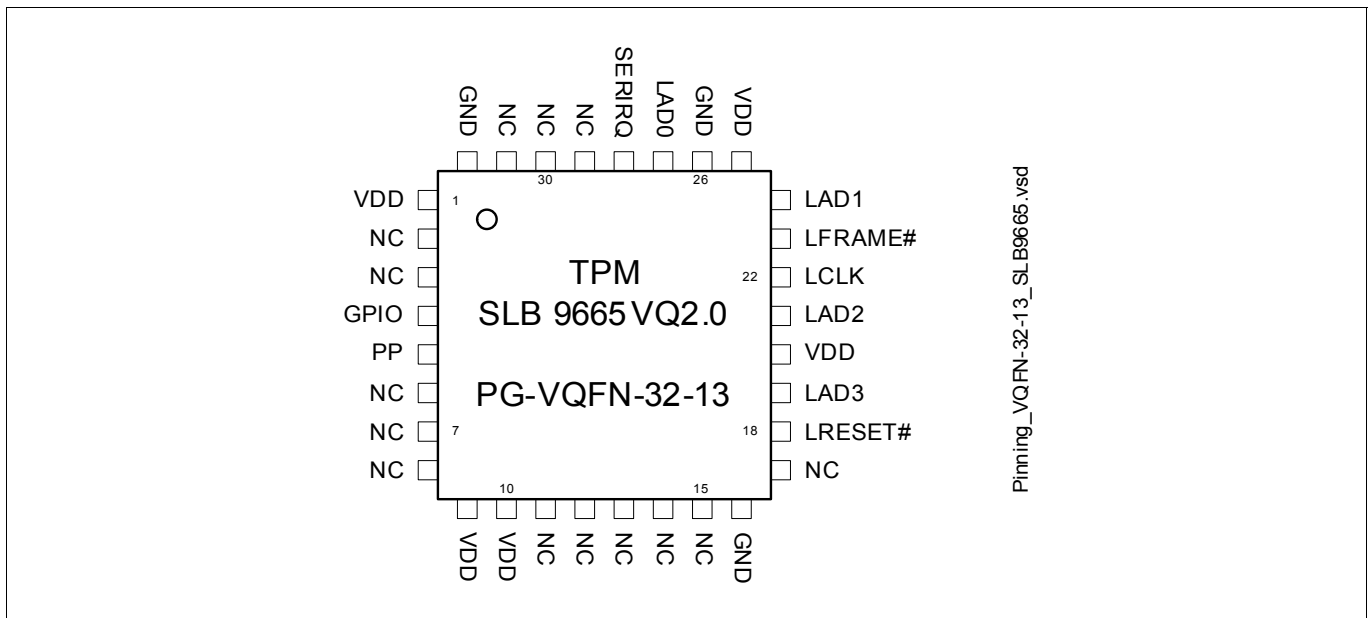 GND NC NC NC SERIRQ LAD0 GND VDD
30 26
VDD 1 LAD1
NC LFRAME#
NC TPM 22 LCLK
GPIO SLB 9665VQ2.0 LAD2
PP VDD
NC PG-VQFN-32-13 LAD3
NC 7 18 LRESET#
NC NC
10 15
VDD VDD NC NC NC NC NC GND
Pinning_VQFN-32-13_SLB9665.vsd